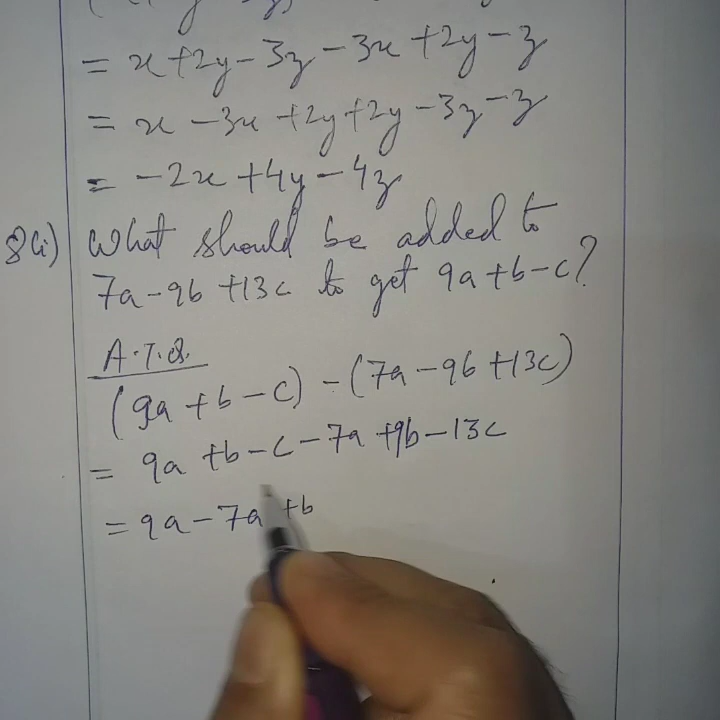 = x+2y-3z-3x+2y-z
= x-3x+2y+2y-3z-z
= -2x+4y-4z
8(i) What should be added to
7a-9b+13c to get 9a+b-c?
A.T.Q.
(9a+b-c)-(7a-9b+13c)
= 9a+b-c-7a+9b-13c
= 9a-7a+b